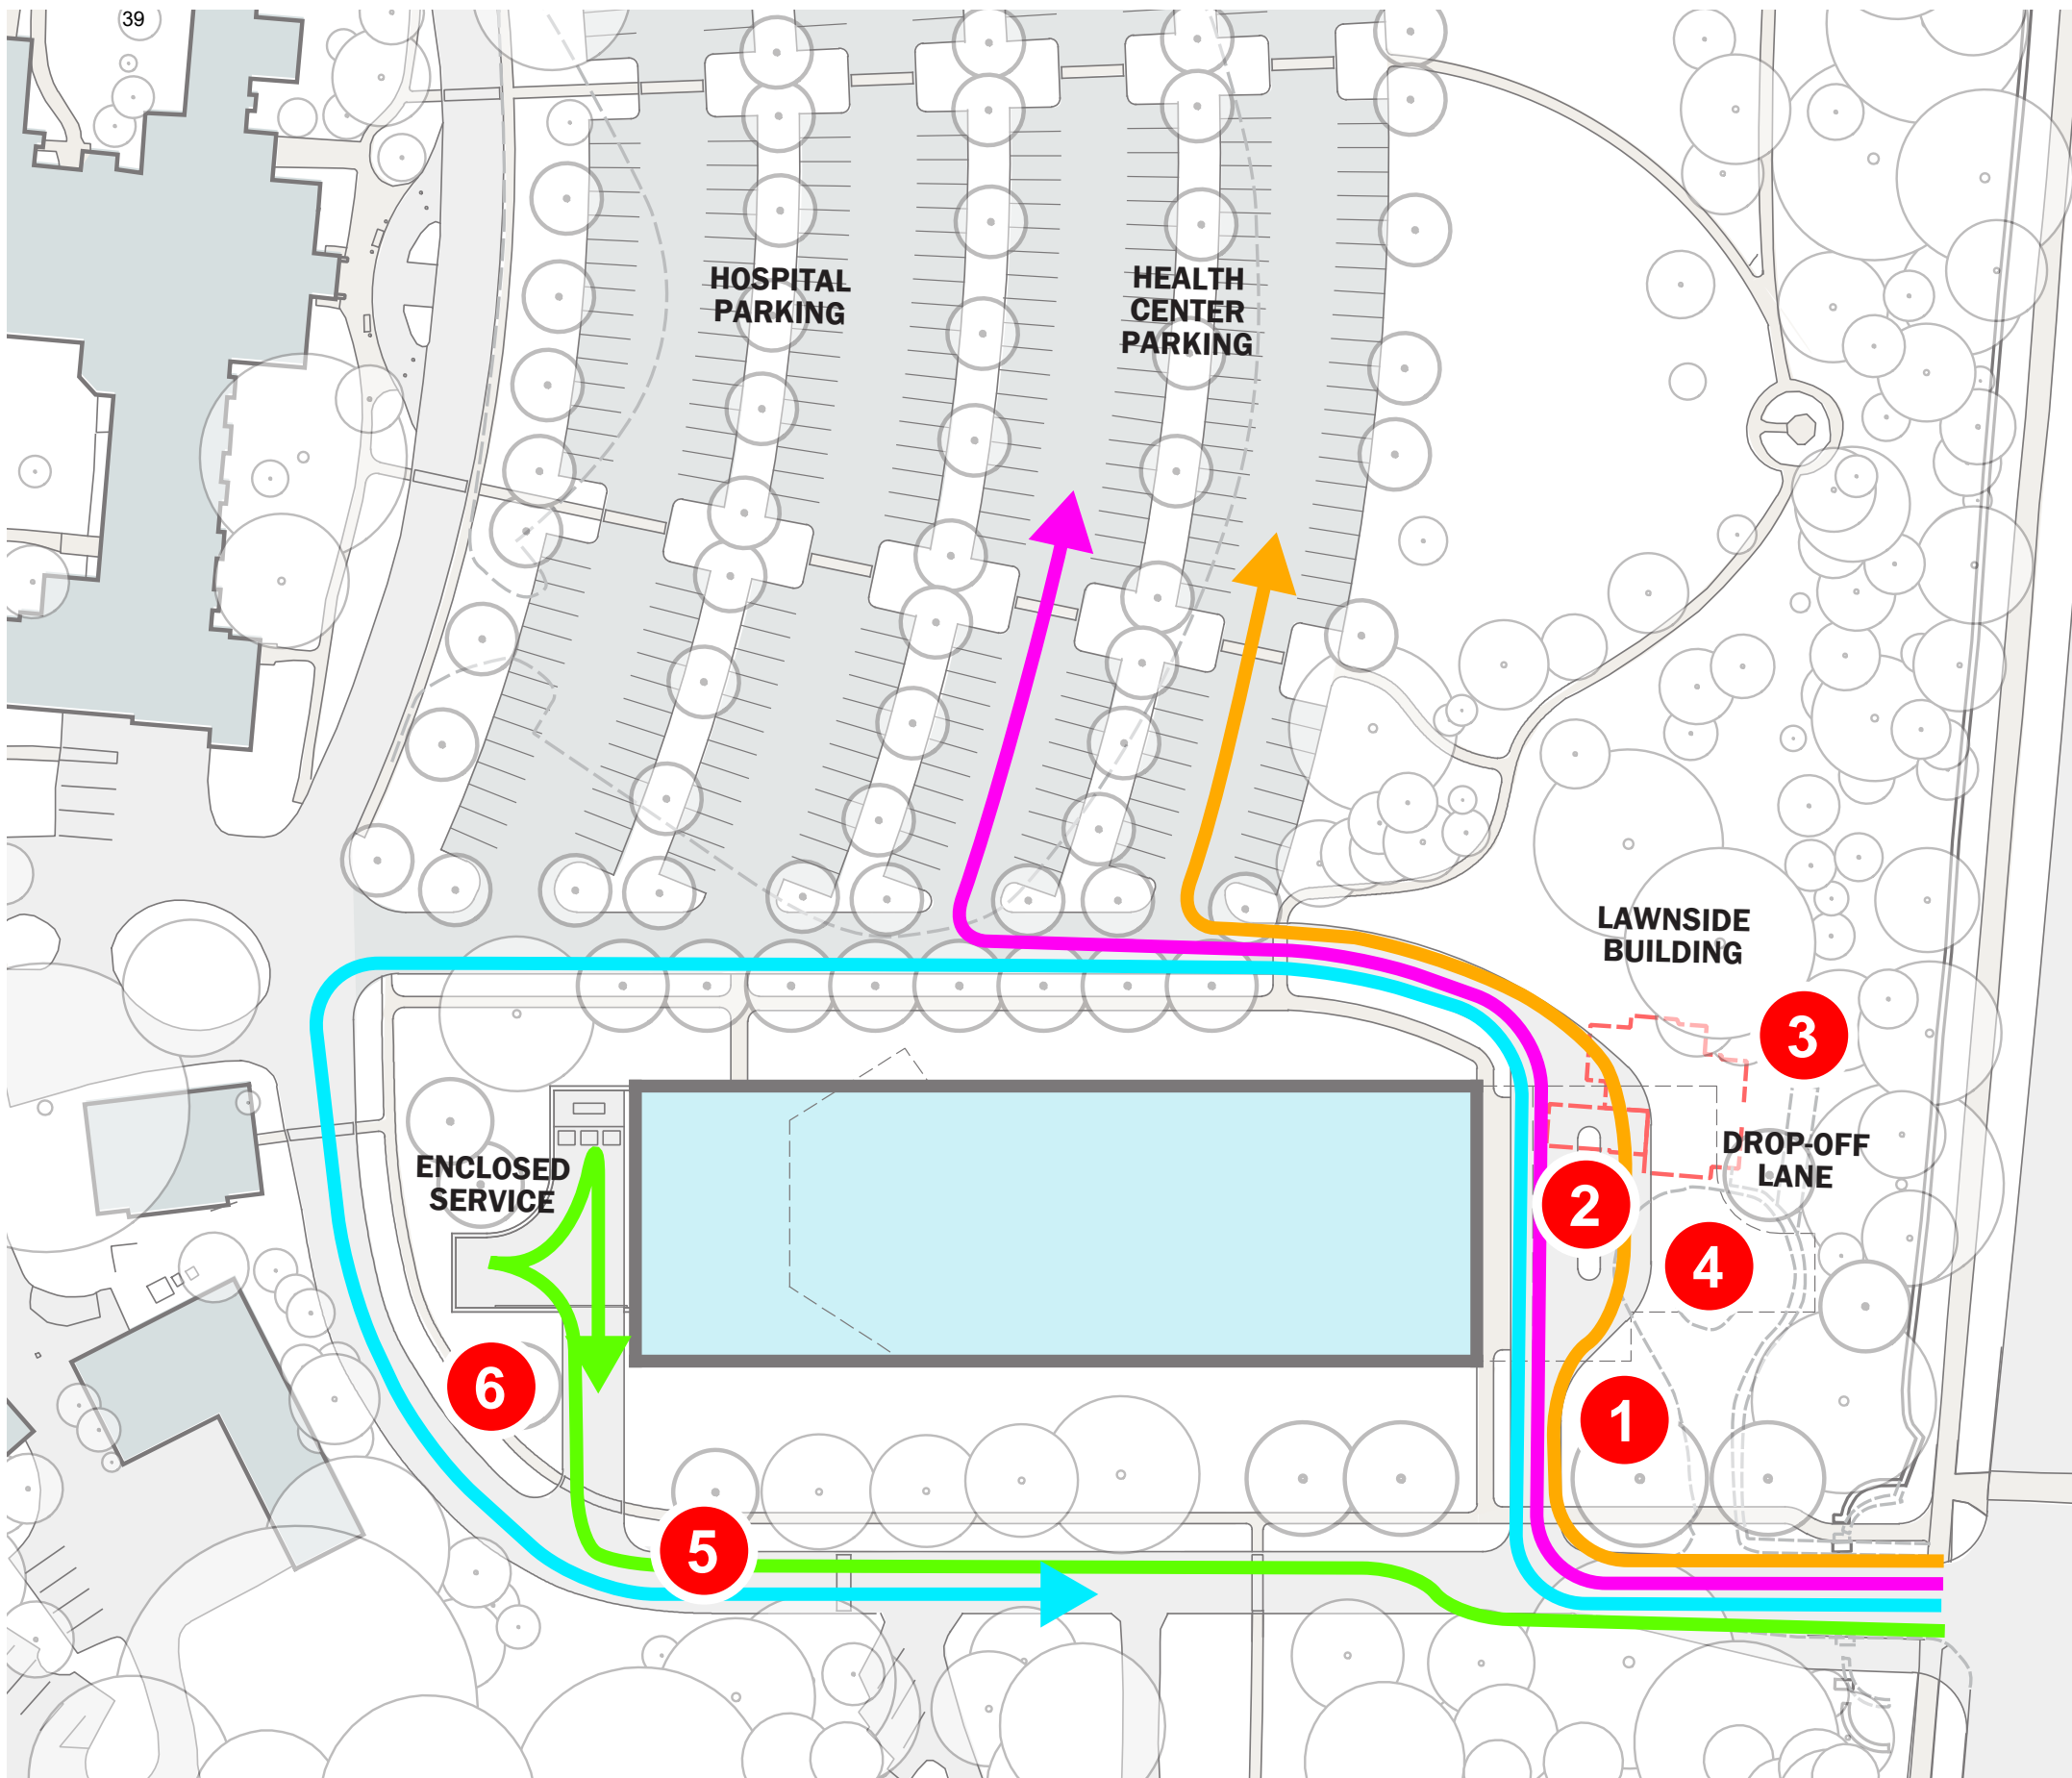 39
HOSPITAL
PARKING
HEALTH
CENTER
PARKING
LAWNSIDE
BUILDING
3
DROP-OFF
LANE
ENCLOSED
SERVICE
2
4
6
1
5